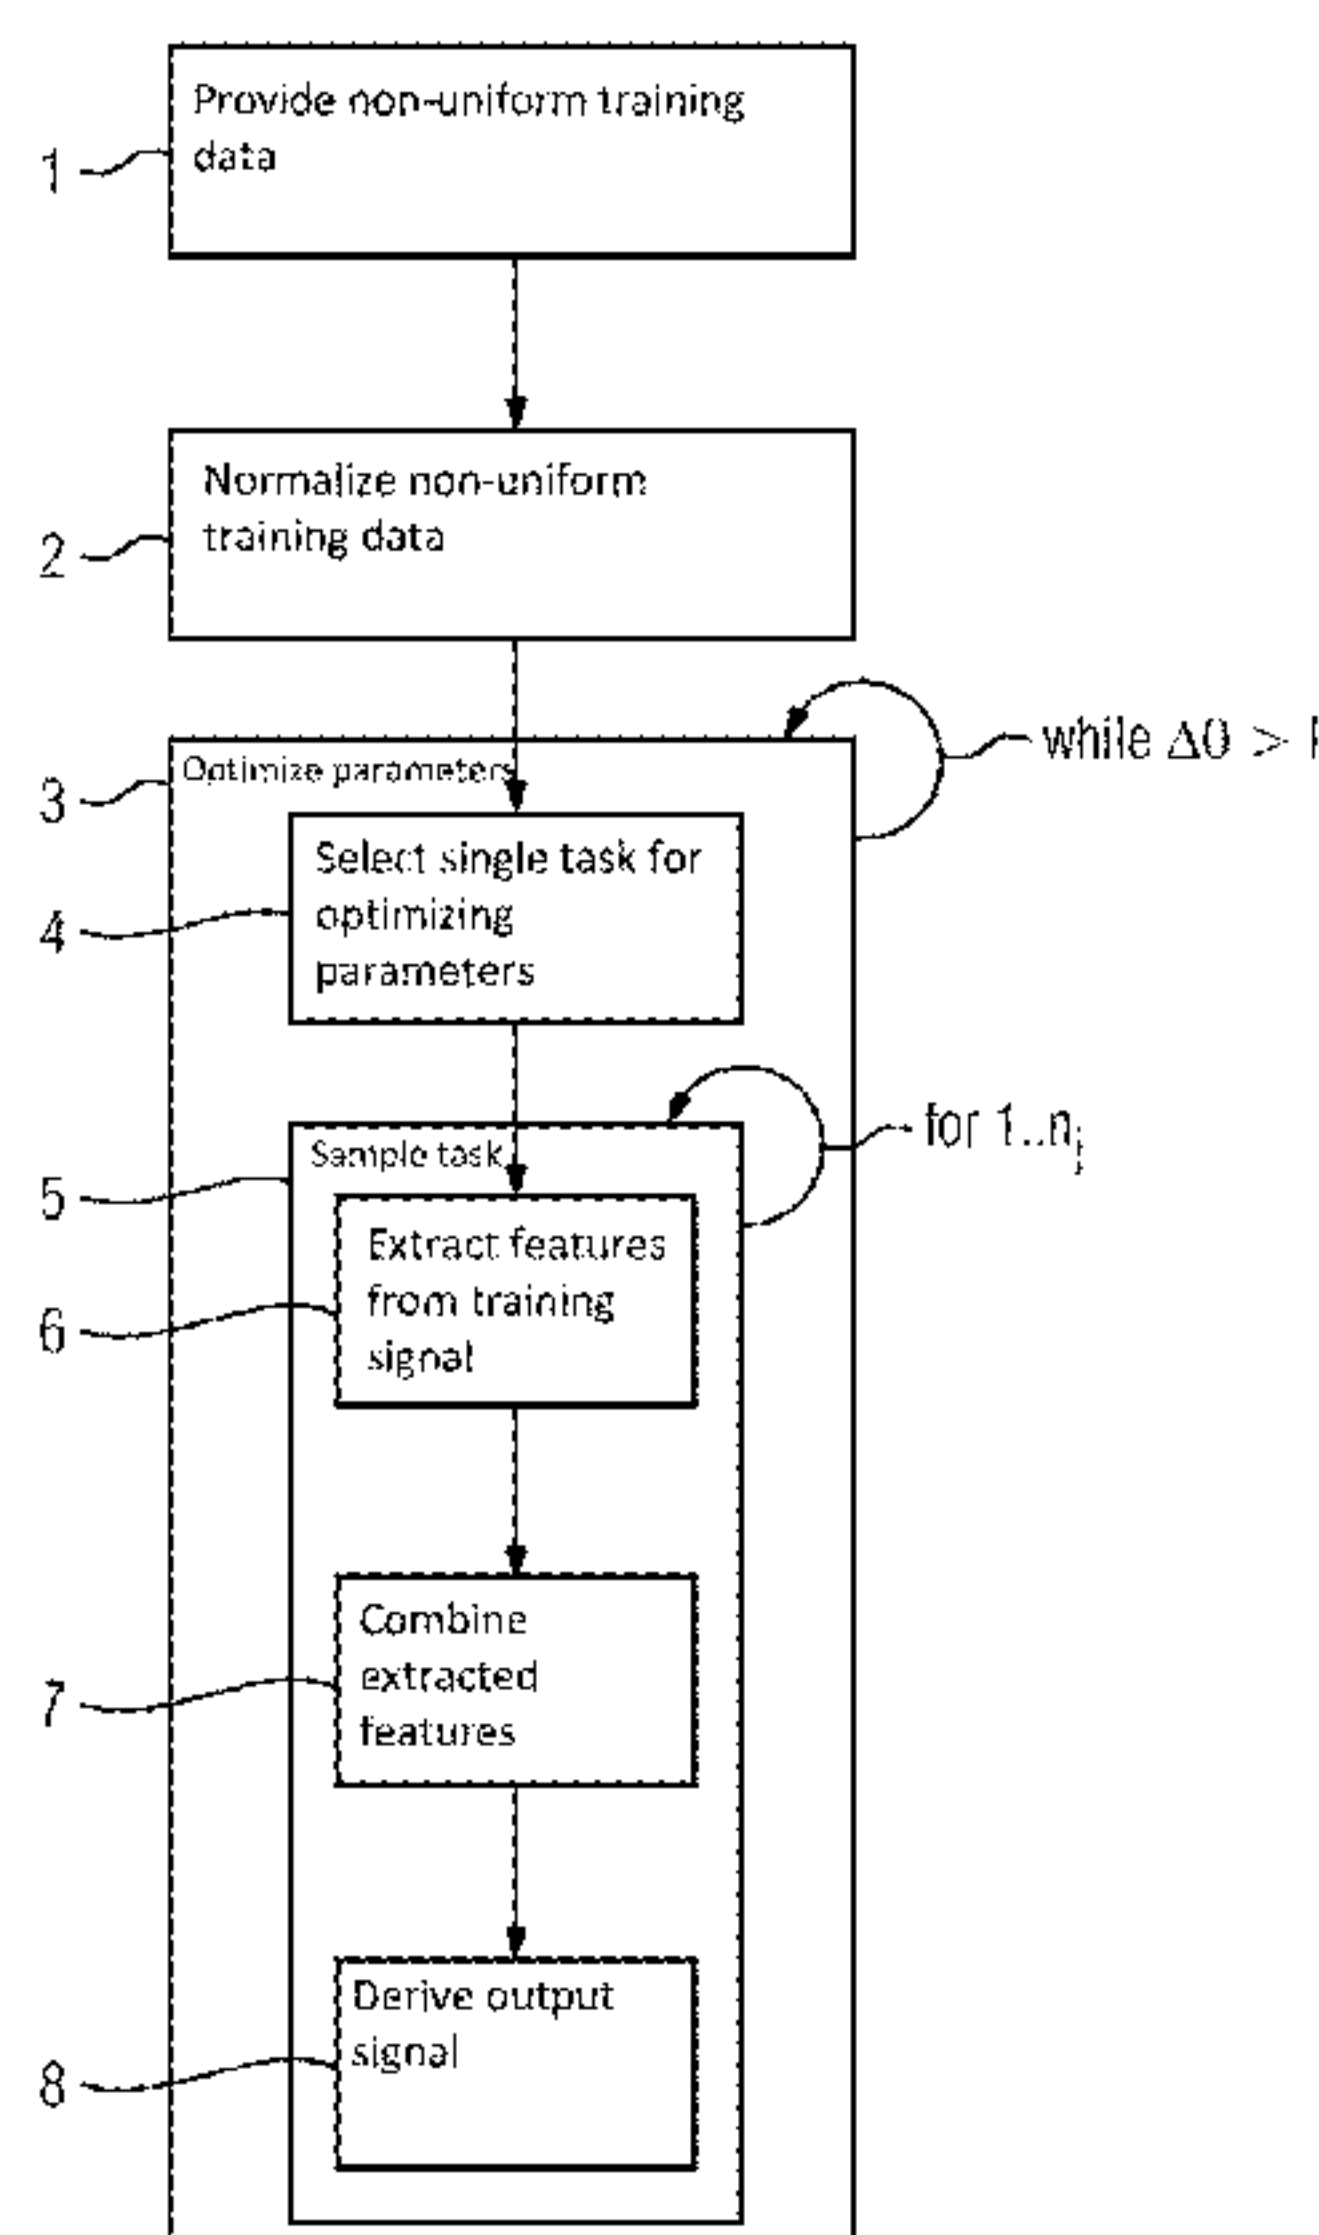 Provide non-uniform training
data
1
Normalize non-uniform
training data
2
while Δ0 >
Optimize parameters
3
Select single task for
optimizing
parameters
4
for 1..nj
Sample task
5
Extract features
from training
signal
6
Combine
extracted
features
7
Derive output
signal
8